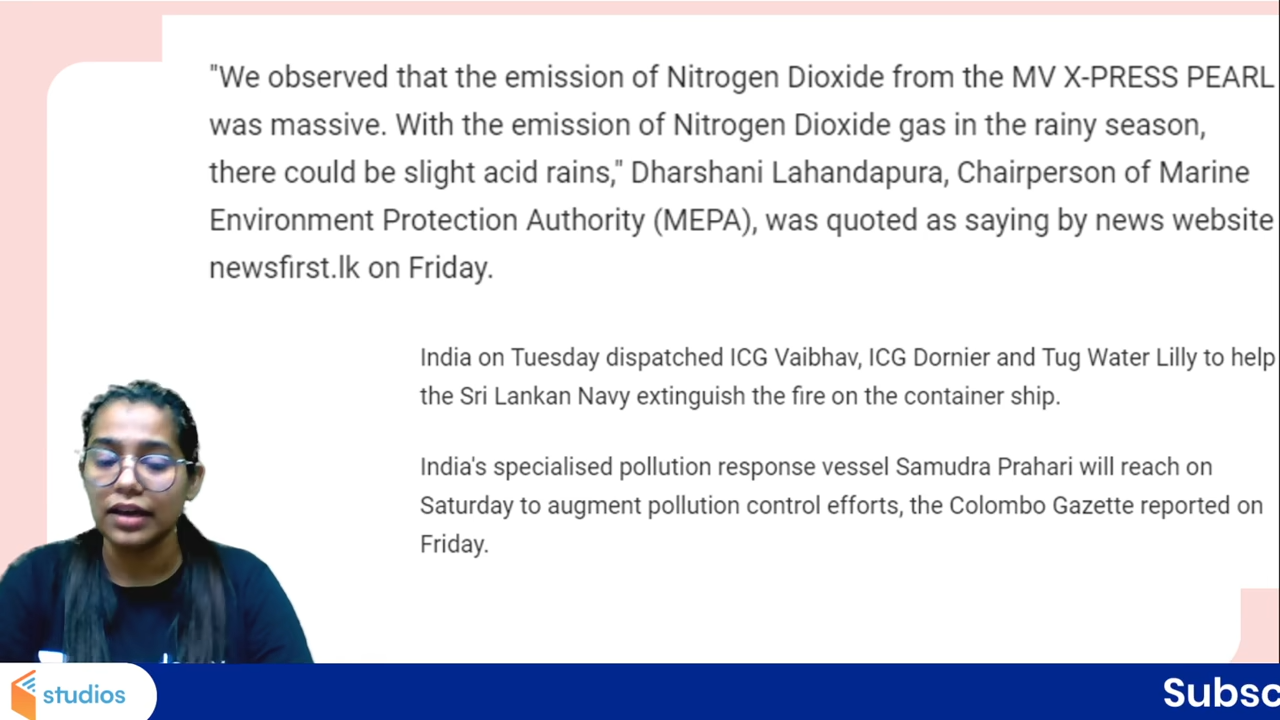 "We observed that the emission of Nitrogen Dioxide from the MV X-PRESS PEARL
was massive. With the emission of Nitrogen Dioxide gas in the rainy season,
there could be slight acid rains," Dharshani Lahandapura, Chairperson of Marine
Environment Protection Authority (MEPA), was quoted as saying by news website
newsfirst.lk on Friday.
India on Tuesday dispatched ICG Vaibhav, ICG Dornier and Tug Water Lilly to help
the Sri Lankan Navy extinguish the fire on the container ship.
India's specialised pollution response vessel Samudra Prahari will reach on
Saturday to augment pollution control efforts, the Colombo Gazette reported on
Friday.
studios
Subsc